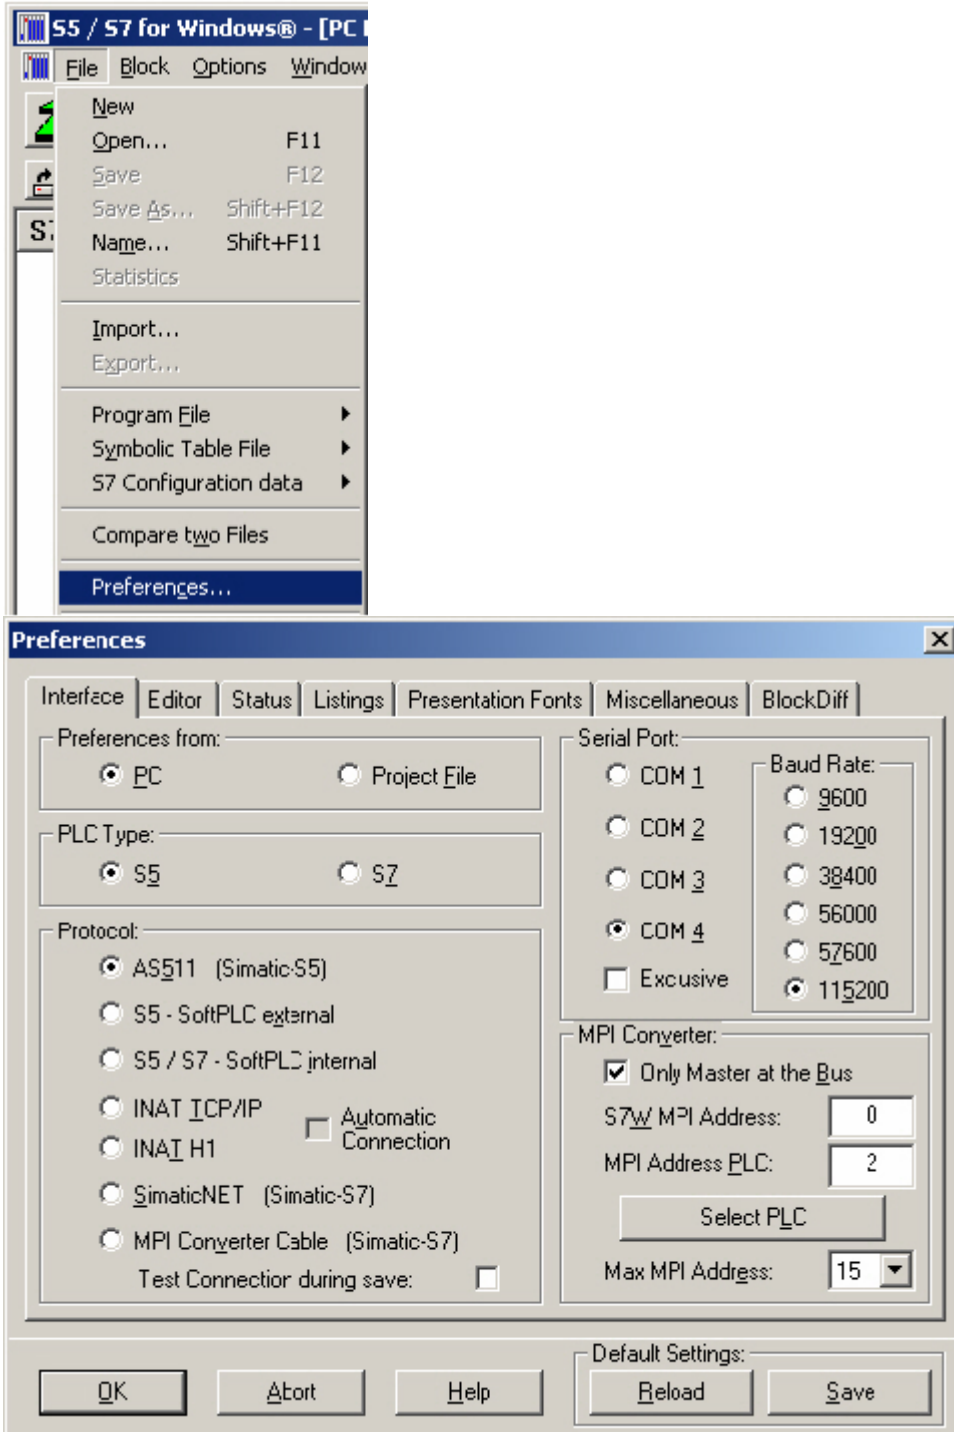 S5 / S7 for Windows® - [PC
File Block Options Window
New
Open... F11
Save F12
Save As... Shift+F12
Name... Shift+F11
Statistics
Import...
Export...
Program File
Symbolic Table File
S7 Configuration data
Compare two Files
Preferences...
Preferences
Interface Editor Status Listings Presentation Fonts Miscellaneous BlockDiff
Preferences from:
PC Project File
PLC Type:
S5 S7
Protocol:
AS511 (Simatic-S5)
S5 - SoftPLC external
S5 / S7 - SoftPLC internal
INAT TCP/IP
INAT H1
Automatic
Connection
SimaticNET (Simatic-S7)
MPI Converter Cable (Simatic-S7)
Test Connection during save:
Serial Port:
COM 1
COM 2
COM 3
COM 4
Excusive
Baud Rate:
9600
19200
38400
56000
57600
115200
MPI Converter:
Only Master at the Bus
S7W MPI Address: 0
MPI Address PLC: 2
Select PLC
Max MPI Address: 15
OK Abort Help
Default Settings:
Reload Save